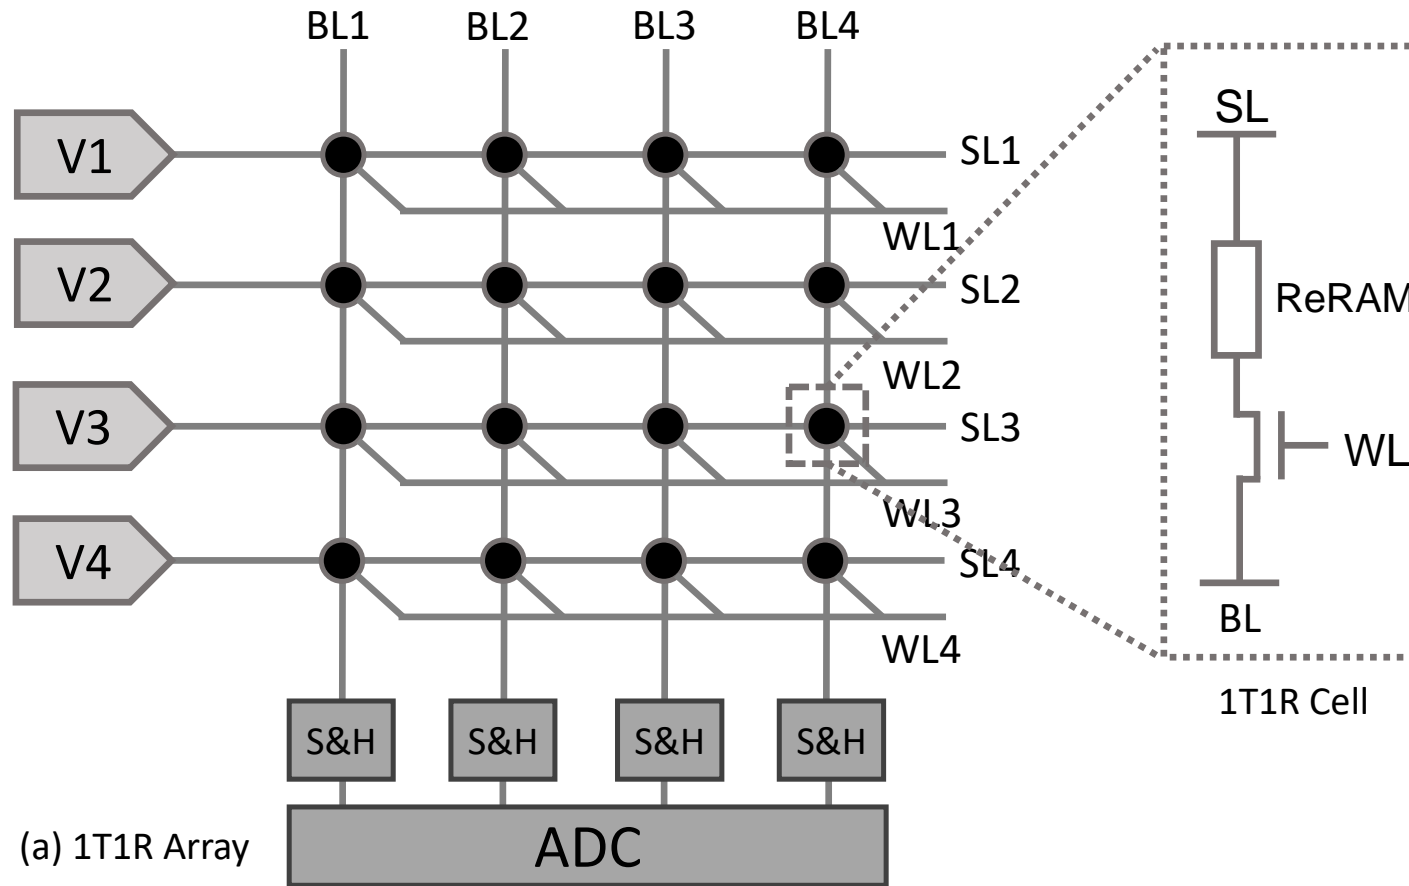 BL1 BL2 BL3 BL4
V1 SL1
WL1
V2 SL2
WL2
V3 SL3
WL3
V4 SL4
WL4
S&H S&H S&H S&H
ADC
(a) 1T1R Array
SL
ReRAM
WL
BL
1T1R Cell